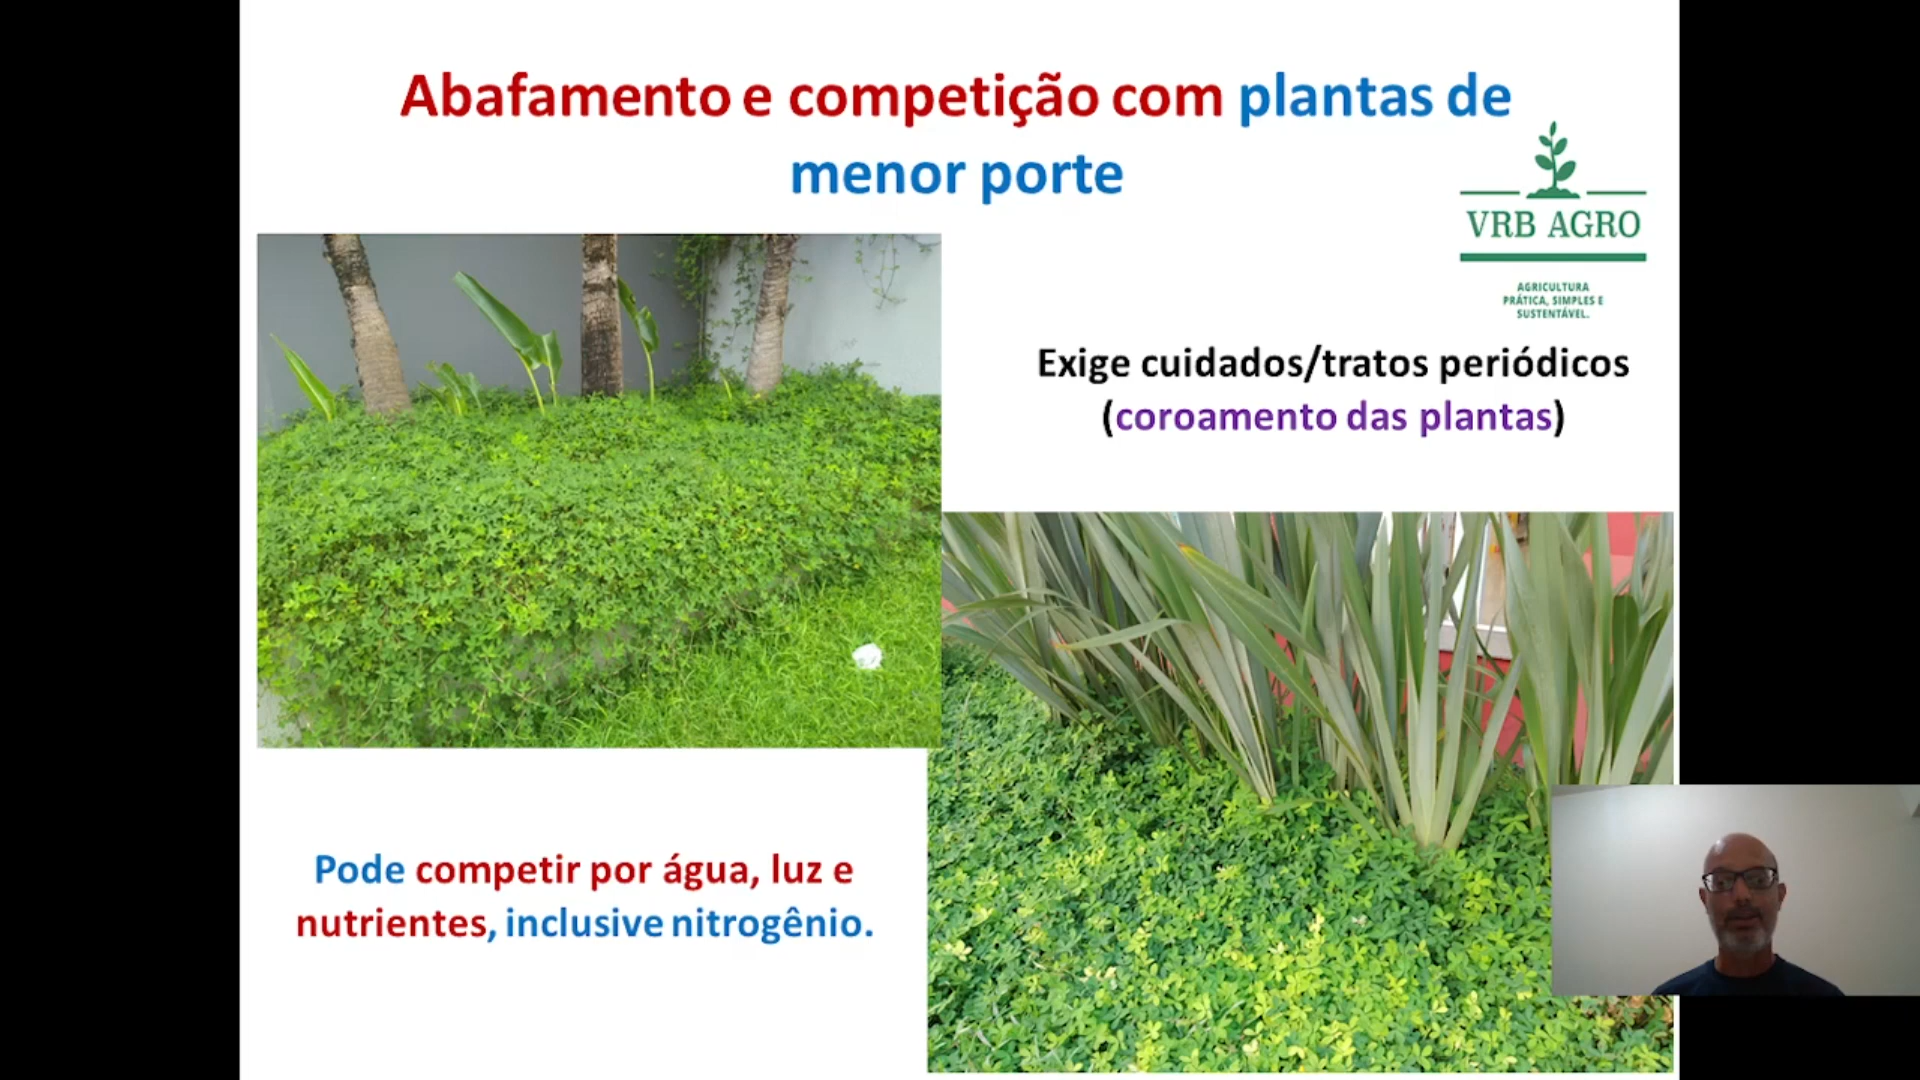 Abafamento e competição com plantas de
menor porte
VRB AGRO
AGRICULTURA
PRÁTICA, SIMPLES E
SUSTENTÁVEL.
Exige cuidados/tratos periódicos
(coroamento das plantas)
Pode competir por água, luz e
nutrientes, inclusive nitrogênio.